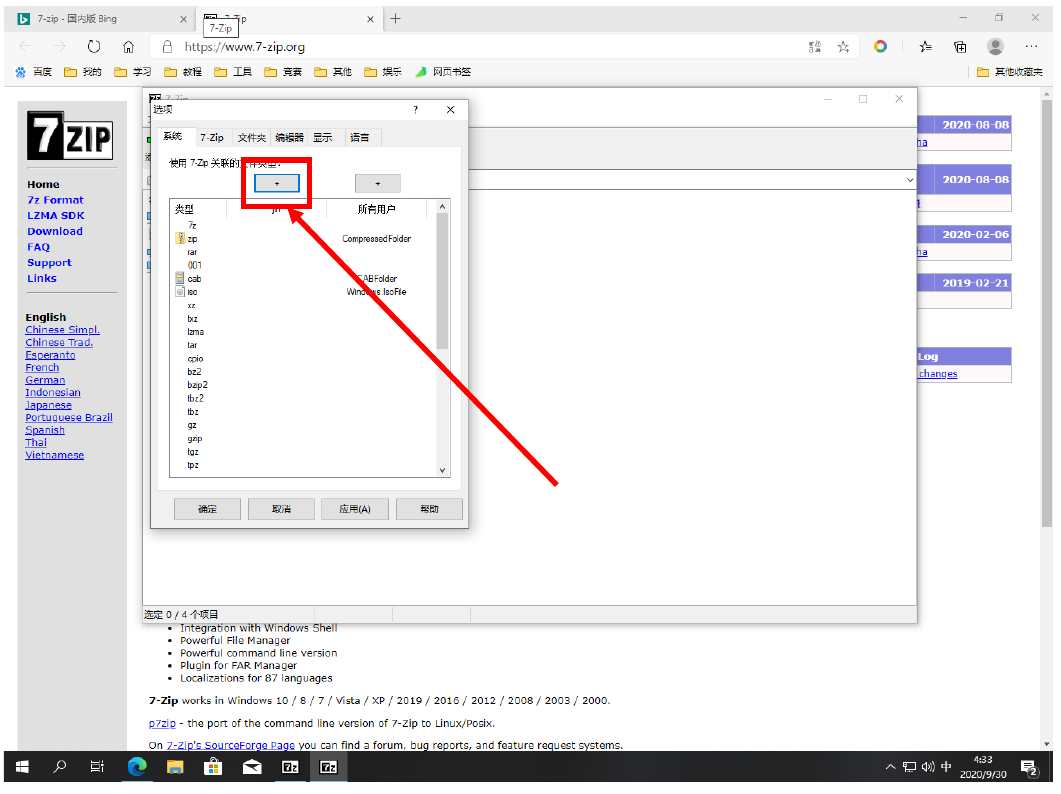 7-zip - 国内版 Bing
7-Zip
7-Zip
https://www.7-zip.org
百度 我的 学习 教程 工具 竞赛 其他 娱乐 网页书签 其他收藏夹
7ZIP
Home
7z Format
LZMA SDK
Download
FAQ
Support
Links
English
Chinese Simpl.
Chinese Trad.
Esperanto
French
German
Indonesian
Japanese
Portuguese Brazil
Spanish
Thai
Vietnamese
7-Zip
选项
?
系统 7-Zip 文件夹 编辑器 显示 语言
使用 7-Zip 关联的文件类型:
+ +
类型 所有用户
7z
zip CompressedFolder
rar
001
cab CABFolder
iso Windows.IsoFile
xz
txz
lzma
tar
cpio
bz2
bzip2
tbz2
tbz
gz
gzip
tgz
tpz
确定 取消 应用(A) 帮助
选定 0 / 4 个项目
2020-08-08
2020-08-08
2020-02-06
2019-02-21
Log
changes
Integration with Windows Shell
Powerful File Manager
Powerful command line version
Plugin for FAR Manager
Localizations for 87 languages
7-Zip works in Windows 10 / 8 / 7 / Vista / XP / 2019 / 2016 / 2012 / 2008 / 2003 / 2000.
p7zip - the port of the command line version of 7-Zip to Linux/Posix.
On 7-Zip's SourceForge Page you can find a forum, bug reports, and feature request systems.
7z 7z
中
4:33
2020/9/30
2